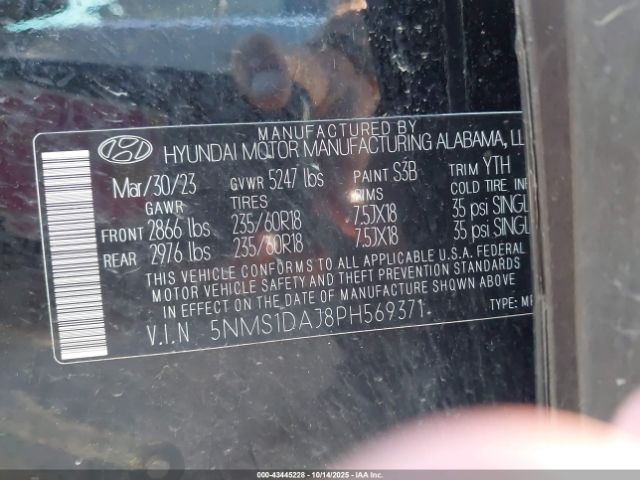 MANUFACTURED BY
HYUNDAI MOTOR MANUFACTURING ALABAMA, LL
Mar/30/23 GVWR 5247 lbs PAINT S3B TRIM YTH
GAWR TIRES RIMS COLD TIRE INF
FRONT 2866 lbs 235/60R18 7.5JX18 35 psi SINGL
REAR 2976 lbs 235/60R18 7.5JX18 35 psi SINGL
THIS VEHICLE CONFORMS TO ALL APPLICABLE U.S.A. FEDERAL
MOTOR VEHICLE SAFETY AND THEFT PREVENTION STANDARDS
IN EFFECT ON THE DATE OF MANUFACTURE SHOWN ABOVE
V.I.N. 5NMS1DAJ8PH569371 TYPE: MP
000-43445228 - 10/14/2025 - IAAI, Inc.